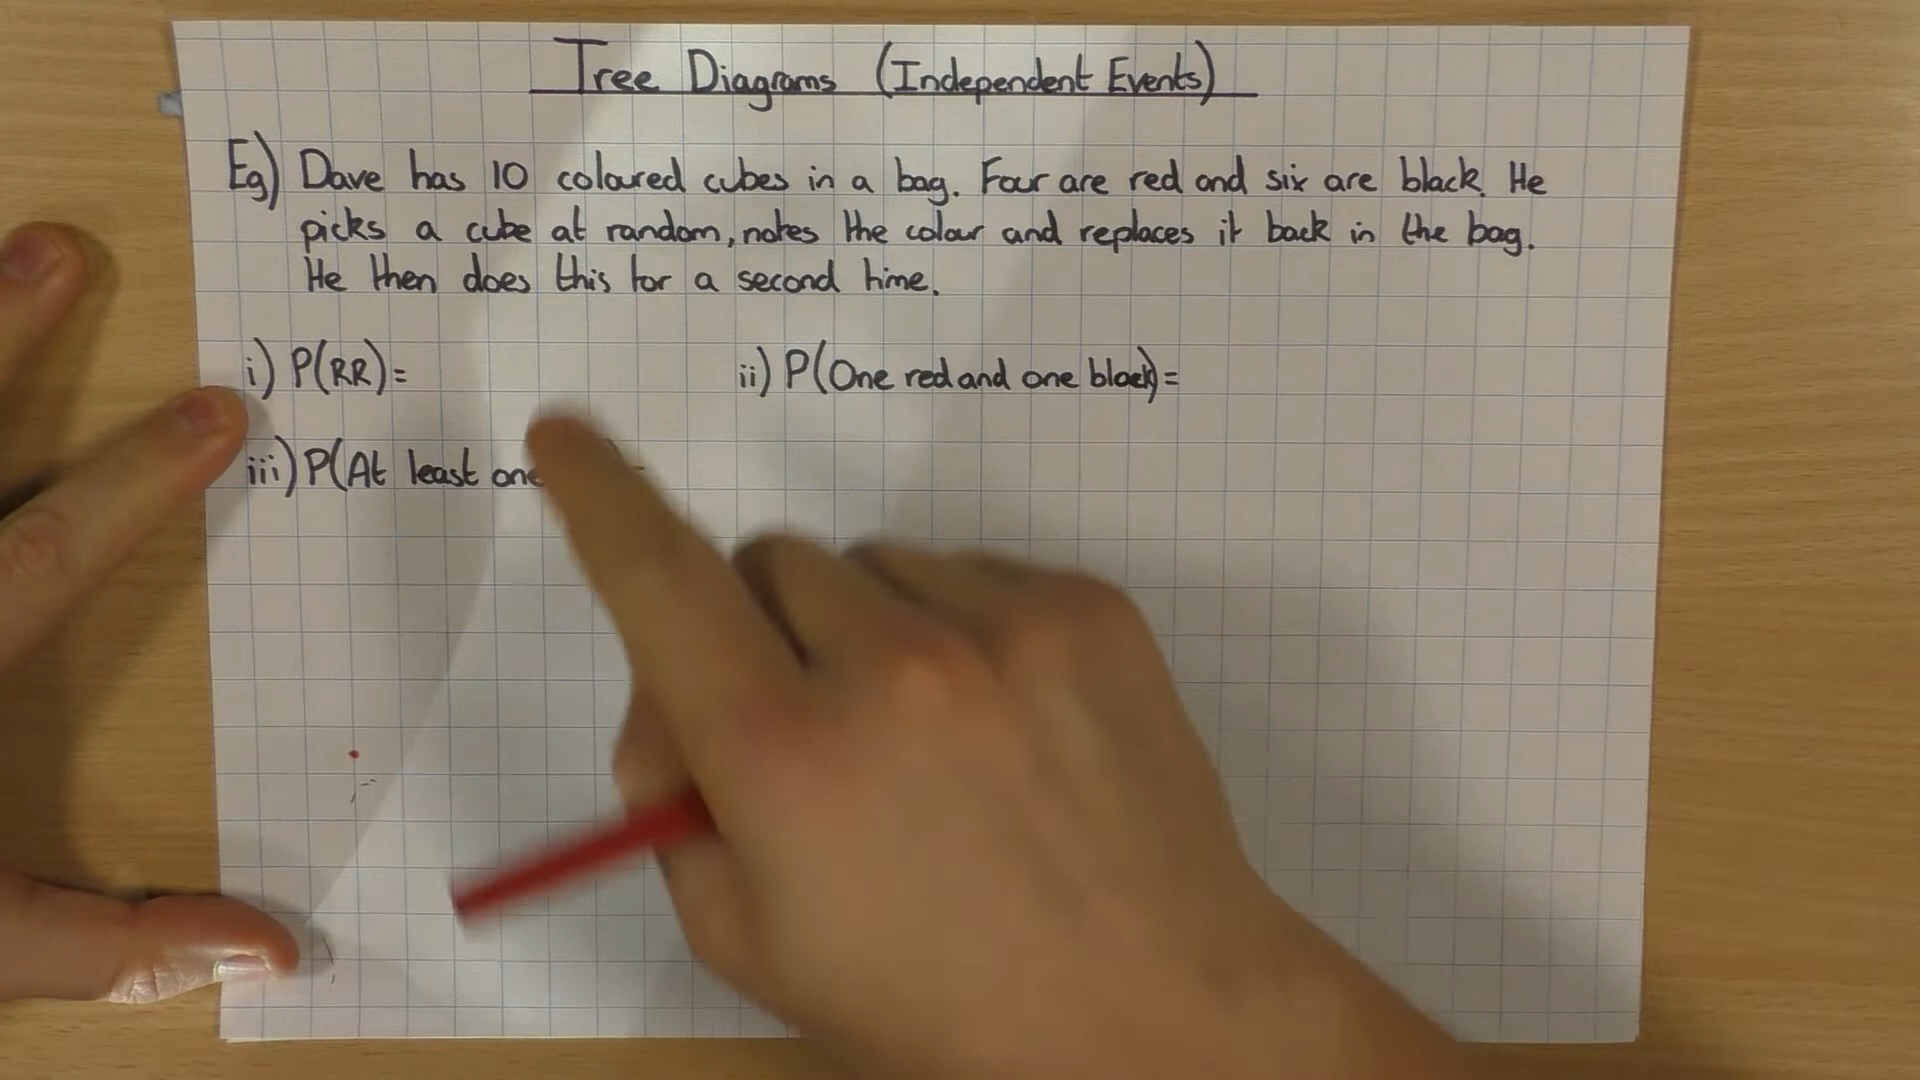 Tree Diagrams (Independent Events)
Eg) Dave has 10 coloured cubes in a bag. Four are red and six are black. He
picks a cube at random, notes the colour and replaces it back in the bag.
He then does this for a second time.
i) P(RR)=
ii) P(One red and one black)=
iii) P(At least one